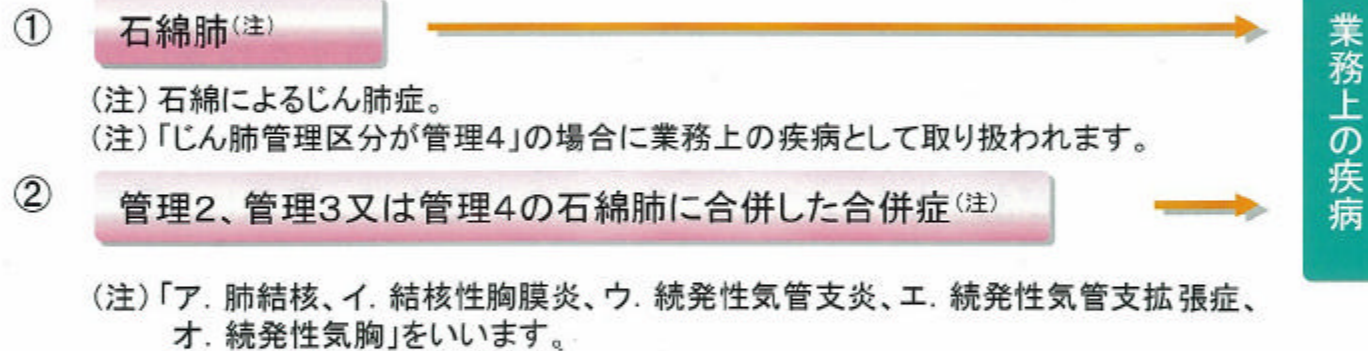 ① 石綿肺(注)
(注) 石綿によるじん肺症。
(注)「じん肺管理区分が管理4」の場合に業務上の疾病として取り扱われます。
② 管理2、管理3又は管理4の石綿肺に合併した合併症(注)
(注)「ア. 肺結核、イ. 結核性胸膜炎、ウ. 続発性気管支炎、エ. 続発性気管支拡張症、
オ. 続発性気胸」をいいます。
業務上の疾病